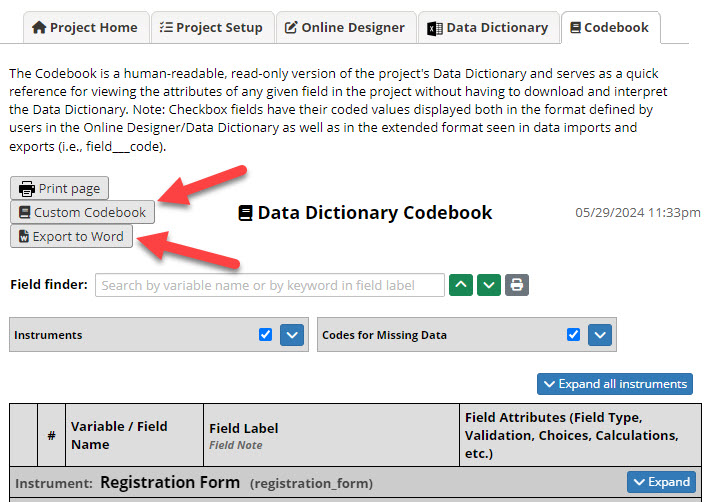 Project Home Project Setup Online Designer Data Dictionary Codebook
The Codebook is a human-readable, read-only version of the project's Data Dictionary and serves as a quick
reference for viewing the attributes of any given field in the project without having to download and interpret
the Data Dictionary. Note: Checkbox fields have their coded values displayed both in the format defined by
users in the Online Designer/Data Dictionary as well as in the extended format seen in data imports and
exports (i.e., field___code).
Print page
Custom Codebook
Export to Word
Data Dictionary Codebook
05/29/2024 11:33pm
Field finder: Search by variable name or by keyword in field label
Instruments
Codes for Missing Data
Expand all instruments
# Variable / Field
Name
Field Label
Field Note
Field Attributes (Field Type,
Validation, Choices, Calculations,
etc.)
Instrument: Registration Form (registration_form) Expand